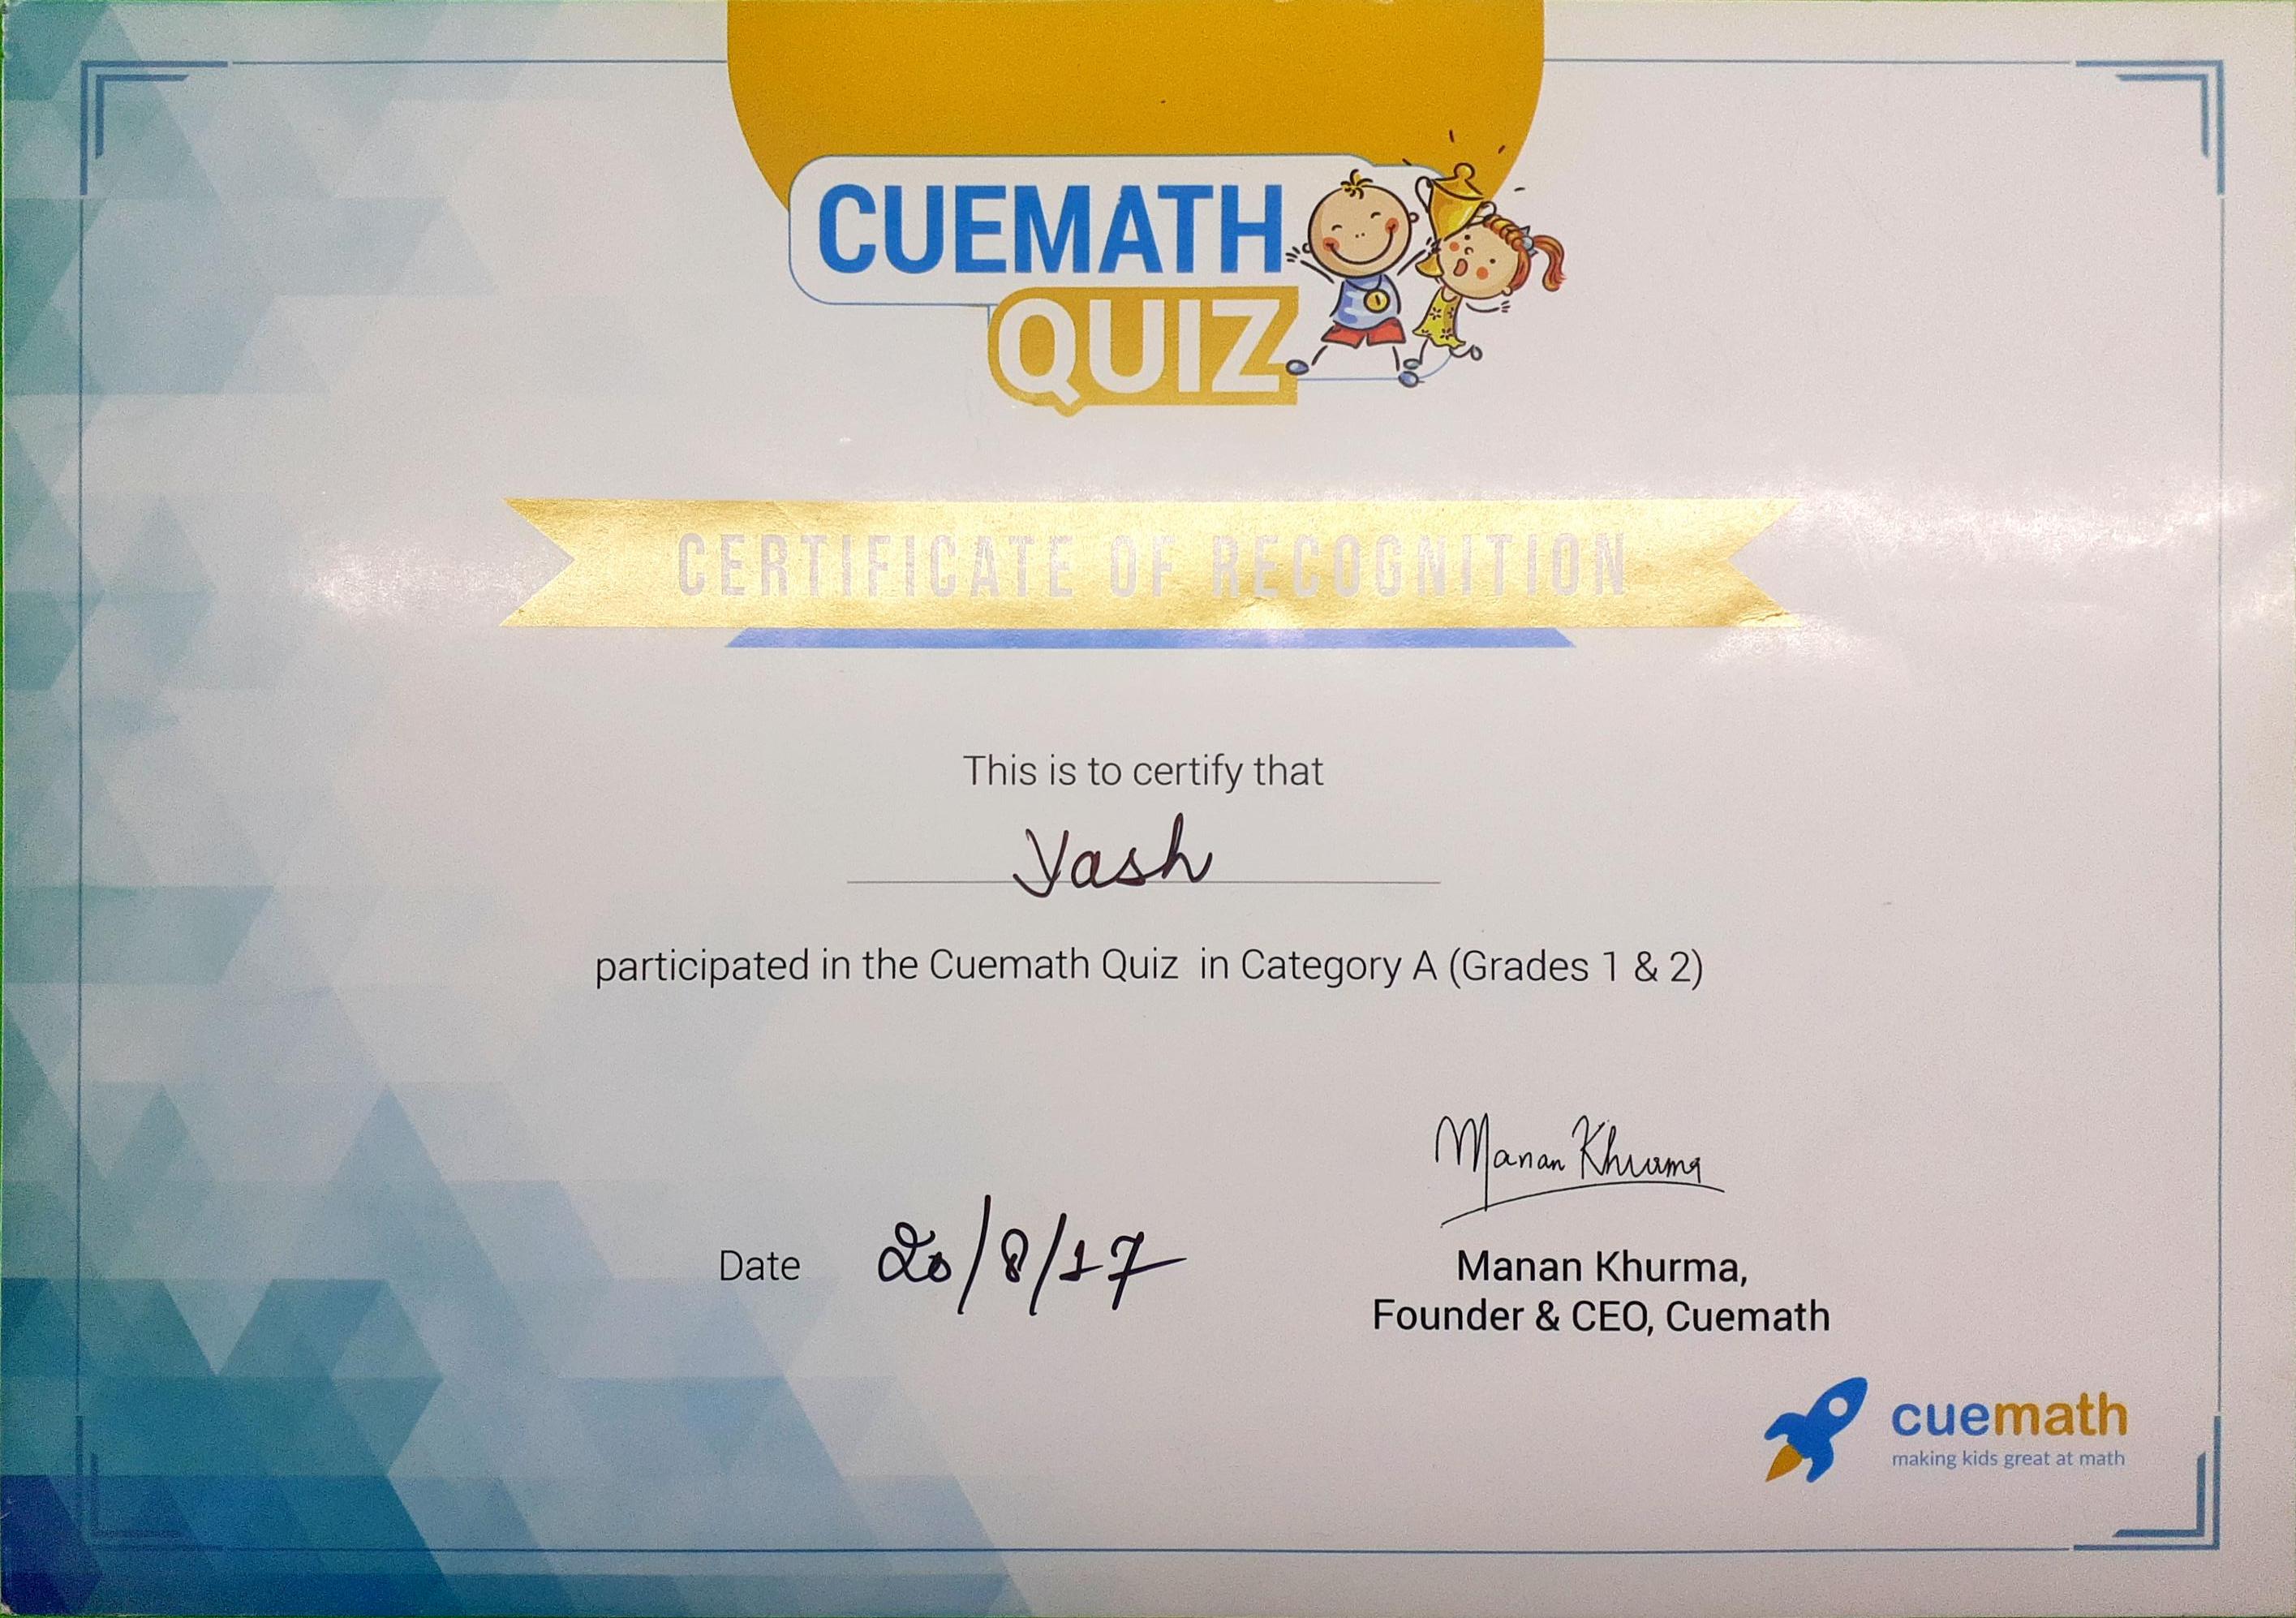 CUEMATH
QUIZ
CERTIFICATE OF RECOGNITION
This is to certify that
Yash
participated in the Cuemath Quiz in Category A (Grades 1 & 2)
Manan Khurma
Date 20/8/17
Manan Khurma,
Founder & CEO, Cuemath
cuemath
making kids great at math